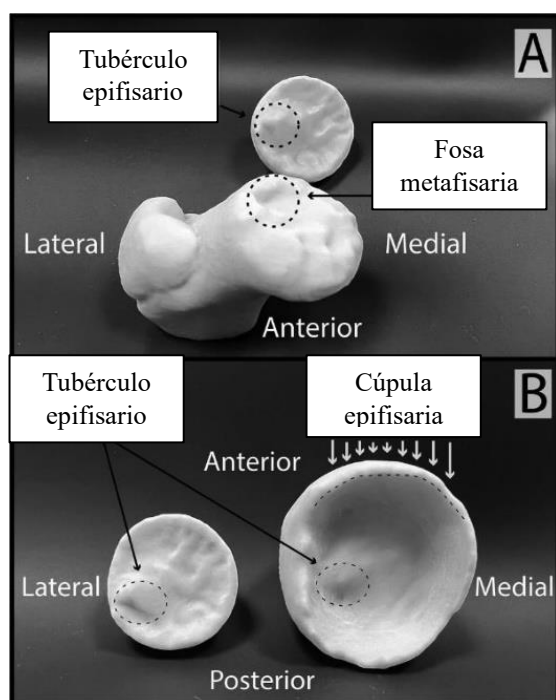 Tubérculo
epifisario
A
Fosa
metafisaria
Lateral
Medial
Anterior
Tubérculo
epifisario
Cúpula
epifisaria
B
Anterior
Lateral
Medial
Posterior